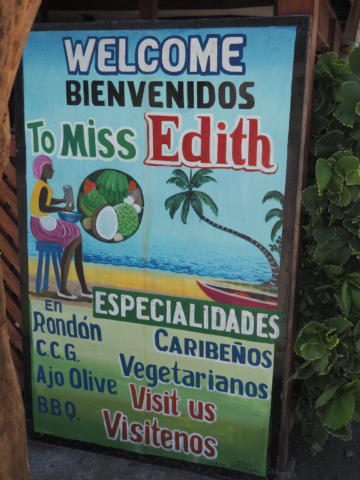 WELCOME
BIENVENIDOS
To Miss Edith
ESPECIALIDADES
en
Rondón
C.C.G.
Ajo Olive
B.B.Q.
CARIBEÑOS
Vegetarianos
Visit us
Visitenos